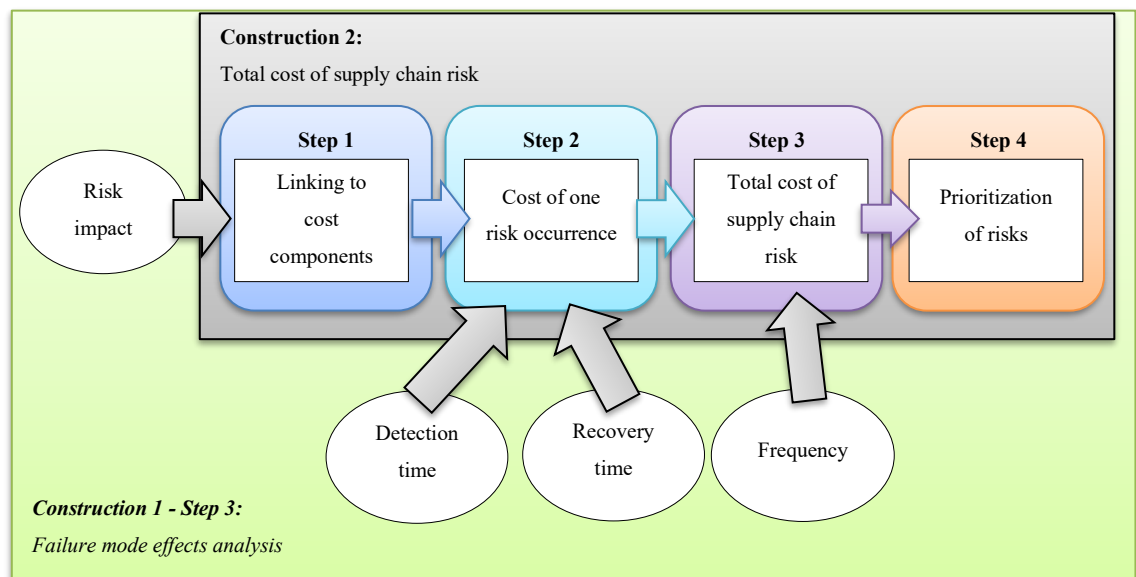 Construction 2:
Total cost of supply chain risk
Step 1
Linking to
cost
components
Step 2
Cost of one
risk occurrence
Step 3
Total cost of
supply chain
risk
Step 4
Prioritization
of risks
Risk
impact
Detection
time
Recovery
time
Frequency
Construction 1 - Step 3:
Failure mode effects analysis